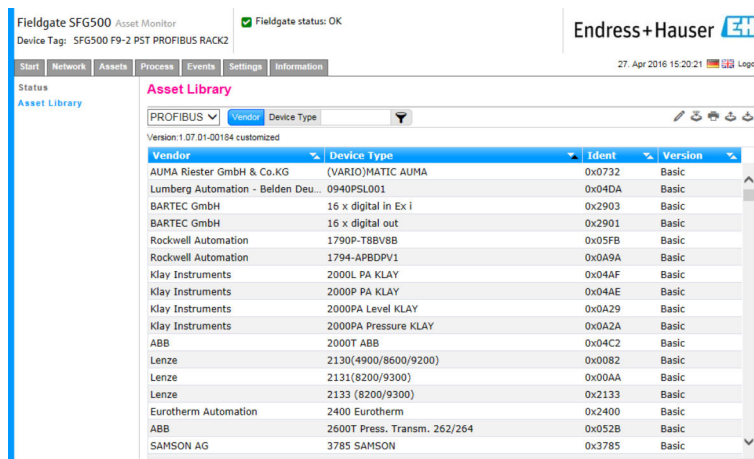 Fieldgate SFG500 Asset Monitor
Device Tag: SFG500 F9-2 PST PROFIBUS RACK2
Fieldgate status: OK
Endress+Hauser EH
27. Apr 2016 15:20:21
Start Network Assets Process Events Settings Information
Status
Asset Library
Asset Library
PROFIBUS Vendor Device Type
Version:1.07.01-00184 customized
Vendor Device Type Ident Version
AUMA Riester GmbH & Co.KG (VARIO)MATIC AUMA 0x0732 Basic
Lumberg Automation - Belden Deu... 0940PSL001 0x04DA Basic
BARTEC GmbH 16 x digital in Ex i 0x2903 Basic
BARTEC GmbH 16 x digital out 0x2901 Basic
Rockwell Automation 1790P-T8BV8B 0x05FB Basic
Rockwell Automation 1794-APBDPV1 0x0A9A Basic
Klay Instruments 2000L PA KLAY 0x04AF Basic
Klay Instruments 2000P PA KLAY 0x04AE Basic
Klay Instruments 2000PA Level KLAY 0x0A29 Basic
Klay Instruments 2000PA Pressure KLAY 0x0A2A Basic
ABB 2000T ABB 0x04C2 Basic
Lenze 2130(4900/8600/9200) 0x0082 Basic
Lenze 2131(8200/9300) 0x00AA Basic
Lenze 2133 (8200/9300) 0x2133 Basic
Eurotherm Automation 2400 Eurotherm 0x2400 Basic
ABB 2600T Press. Transm. 262/264 0x052B Basic
SAMSON AG 3785 SAMSON 0x3785 Basic